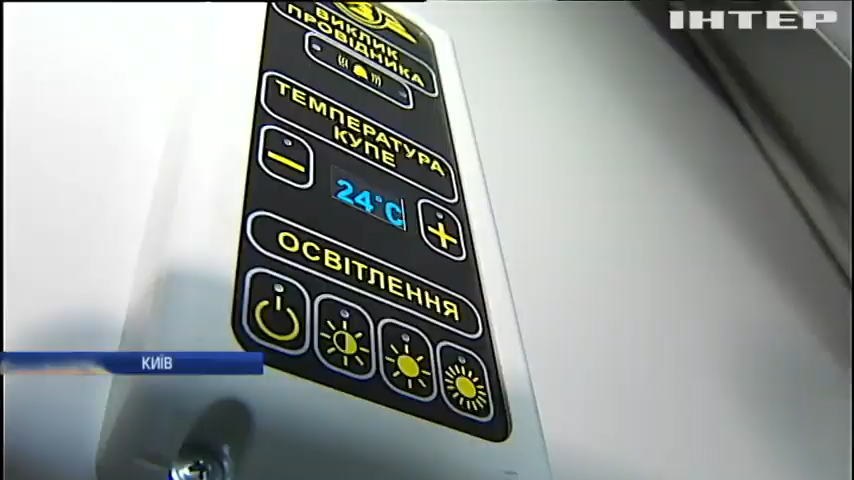 ІНТЕР
ВИКЛИК
ПРОВІДНИКА
ТЕМПЕРАТУРА
КУПЕ
24°C
ОСВІТЛЕННЯ
КИЇВ